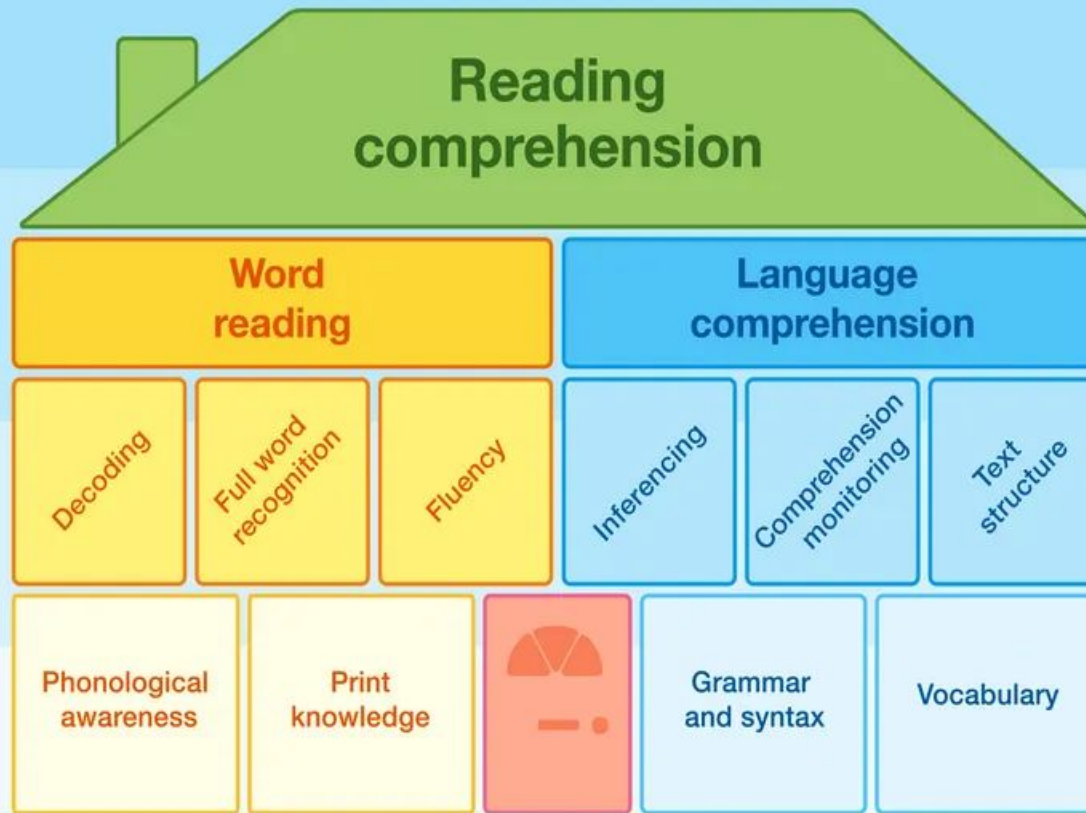 Reading
comprehension
Word
reading
Language
comprehension
Decoding
Full word
recognition
Fluency
Inferencing
Comprehension
monitoring
Text
structure
Phonological
awareness
Print
knowledge
Grammar
and syntax
Vocabulary